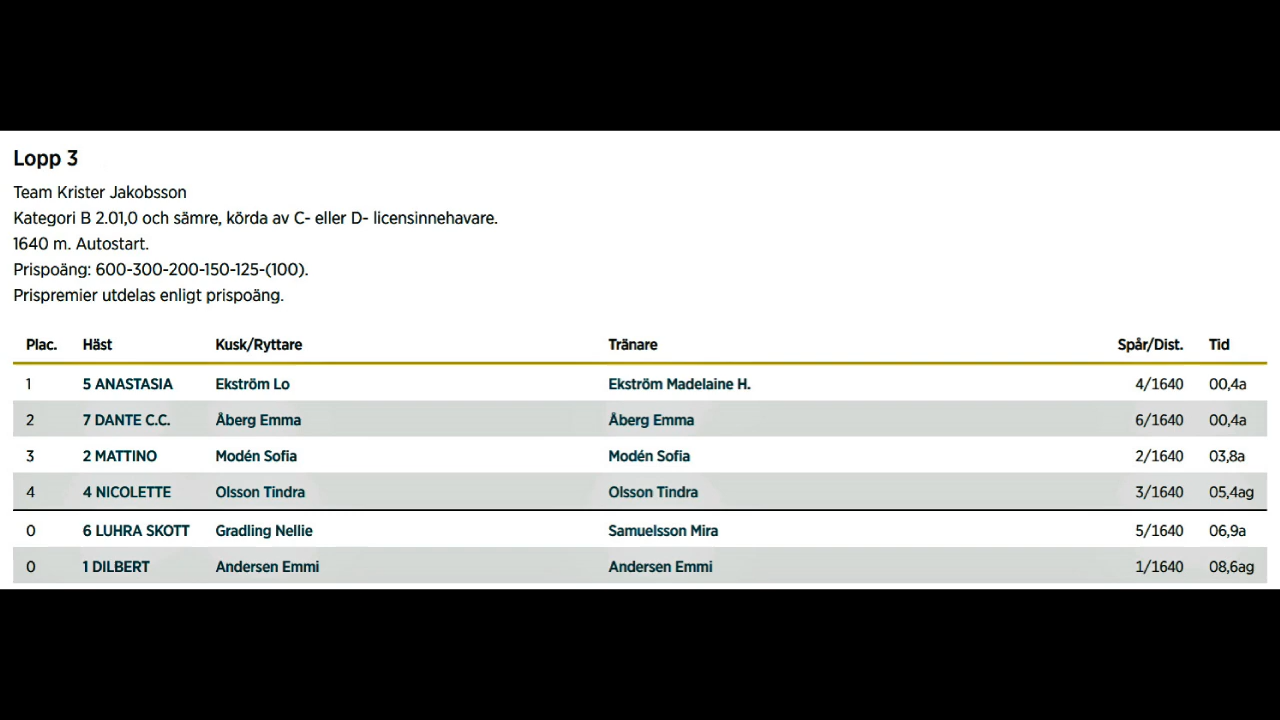 Lopp 3
Team Krister Jakobsson
Kategori B 2.01,0 och sämre, körda av C- eller D- licensinnehavare.
1640 m. Autostart.
Prispoäng: 600-300-200-150-125-(100).
Prispremier utdelas enligt prispoäng.
Plac. Häst Kusk/Ryttare Tränare Spår/Dist. Tid
1 5 ANASTASIA Ekström Lo Ekström Madelaine H. 4/1640 00,4a
2 7 DANTE C.C. Åberg Emma Åberg Emma 6/1640 00,4a
3 2 MATTINO Modén Sofia Modén Sofia 2/1640 03,8a
4 4 NICOLETTE Olsson Tindra Olsson Tindra 3/1640 05,4ag
0 6 LUHRA SKOTT Gradling Nellie Samuelsson Mira 5/1640 06,9a
0 1 DILBERT Andersen Emmi Andersen Emmi 1/1640 08,6ag